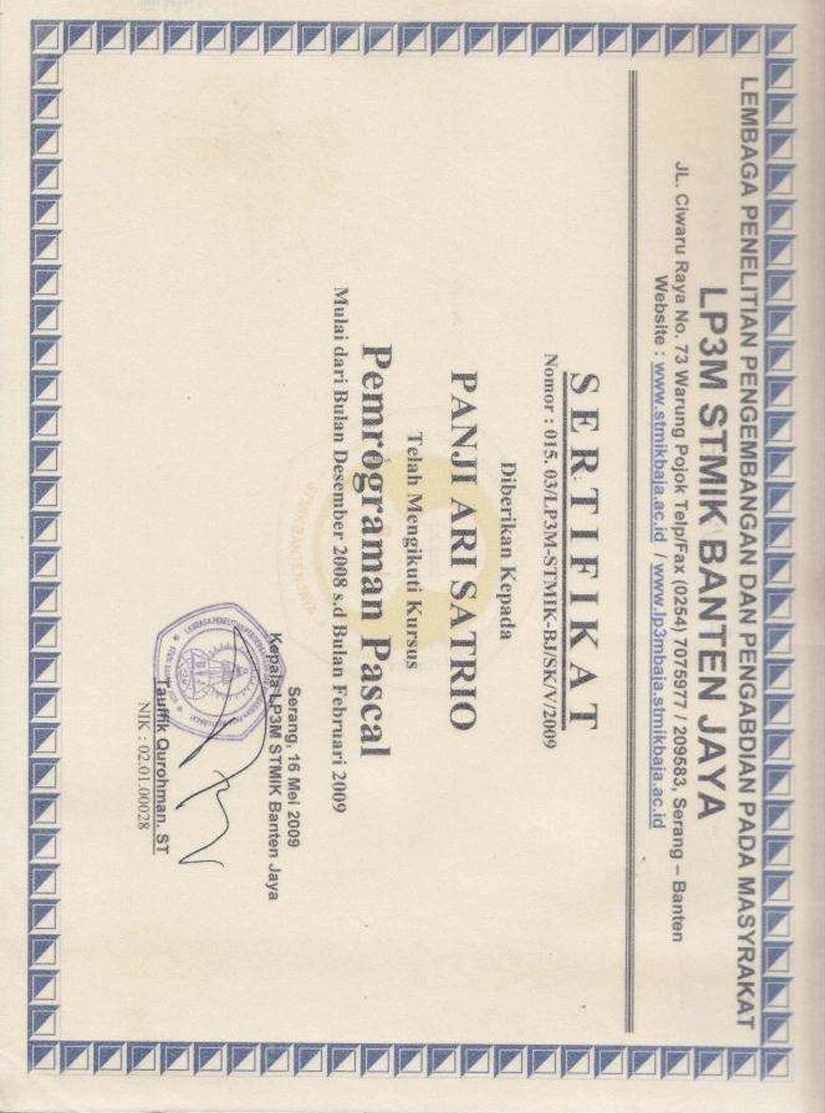 LEMBAGA PENELITIAN PENGEMBANGAN DAN PENGABDIAN PADA MASYRAKAT
LP3M STMIK BANTEN JAYA
JL. Ciwaru Raya No. 73 Warung Pojok Telp/Fax (0254) 7075977 / 209583, Serang – Banten
Website : www.stmikbaja.ac.id / www.lp3mbaja.stmikbaja.ac.id
SERTIFIKAT
Nomor : 015. 03/LP3M-STMIK-BJ/SK/V/2009
Diberikan Kepada
PANJI ARI SATRIO
Telah Mengikuti Kursus
Pemrograman Pascal
Mulai dari Bulan Desember 2008 s.d Bulan Februari 2009
Serang, 16 Mei 2009
Kepala LP3M STMIK Banten Jaya
Tauffik Qurohman, ST
NIK : 02.01.00028
STMIK BANTEN JAYA